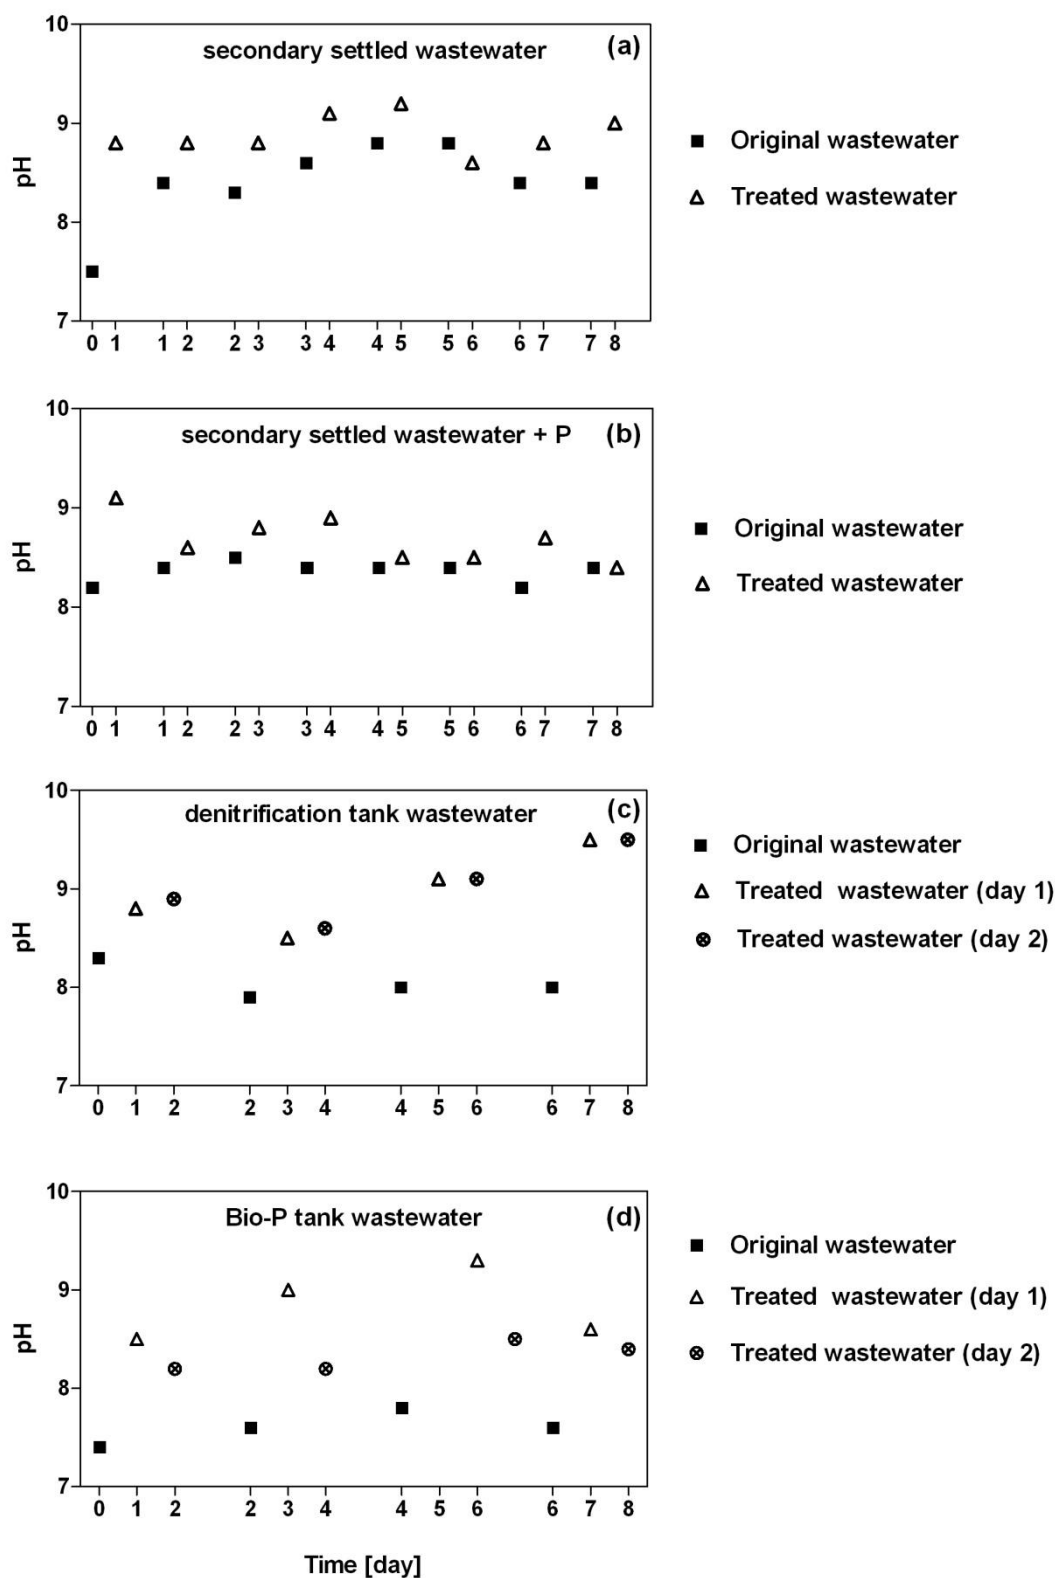 10
secondary settled wastewater
(a)
9
pH
8
7
0 1 1 2 2 3 3 4 4 5 5 6 6 7 7 8
Original wastewater
Treated wastewater
10
secondary settled wastewater + P
(b)
9
pH
8
7
0 1 1 2 2 3 3 4 4 5 5 6 6 7 7 8
Original wastewater
Treated wastewater
10
denitrification tank wastewater
(c)
9
pH
8
7
0 1 2 2 3 4 4 5 6 6 7 8
Original wastewater
Treated wastewater (day 1)
Treated wastewater (day 2)
10
Bio-P tank wastewater
(d)
9
pH
8
7
0 1 2 2 3 4 4 5 6 6 7 8
Original wastewater
Treated wastewater (day 1)
Treated wastewater (day 2)
Time [day]